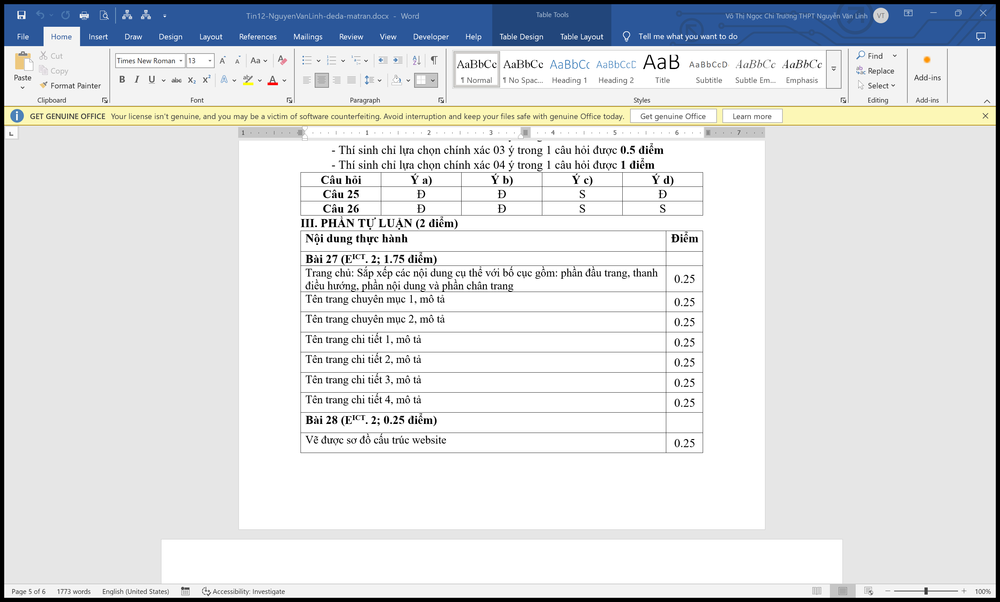 Tin12-NguyenVanLinh-deda-matran.docx - Word
Table Tools
Võ Thị Ngọc Chi Trường THPT Nguyễn Văn Linh
VT
File Home Insert Draw Design Layout References Mailings Review View Developer Help Table Design Table Layout Tell me what you want to do
Paste
Cut
Copy
Format Painter
Clipboard
Times New Roman 13
Font
Paragraph
AaBbCc AaBbCc AaBbCc AaBbCcD AaB AaBbCcD AaBbCc AaBbCc
¶ Normal ¶ No Spac... Heading 1 Heading 2 Title Subtitle Subtle Em... Emphasis
Styles
Find
Replace
Select
Editing
Add-ins
Add-ins
GET GENUINE OFFICE Your license isn't genuine, and you may be a victim of software counterfeiting. Avoid interruption and keep your files safe with genuine Office today. Get genuine Office Learn more
1 1 2 3 4 5 6 7
- Thí sinh chỉ lựa chọn chính xác 03 ý trong 1 câu hỏi được 0.5 điểm
- Thí sinh chỉ lựa chọn chính xác 04 ý trong 1 câu hỏi được 1 điểm
Câu hỏi Ý a) Ý b) Ý c) Ý d)
Câu 25 Đ Đ S Đ
Câu 26 Đ Đ S S
III. PHẦN TỰ LUẬN (2 điểm)
Nội dung thực hành Điểm
Bài 27 (E^ICT. 2; 1.75 điểm)
Trang chủ: Sắp xếp các nội dung cụ thể với bố cục gồm: phần đầu trang, thanh
điều hướng, phần nội dung và phần chân trang 0.25
Tên trang chuyên mục 1, mô tả 0.25
Tên trang chuyên mục 2, mô tả 0.25
Tên trang chi tiết 1, mô tả 0.25
Tên trang chi tiết 2, mô tả 0.25
Tên trang chi tiết 3, mô tả 0.25
Tên trang chi tiết 4, mô tả 0.25
Bài 28 (E^ICT. 2; 0.25 điểm)
Vẽ được sơ đồ cấu trúc website 0.25
Page 5 of 6 1773 words English (United States) Accessibility: Investigate 100%